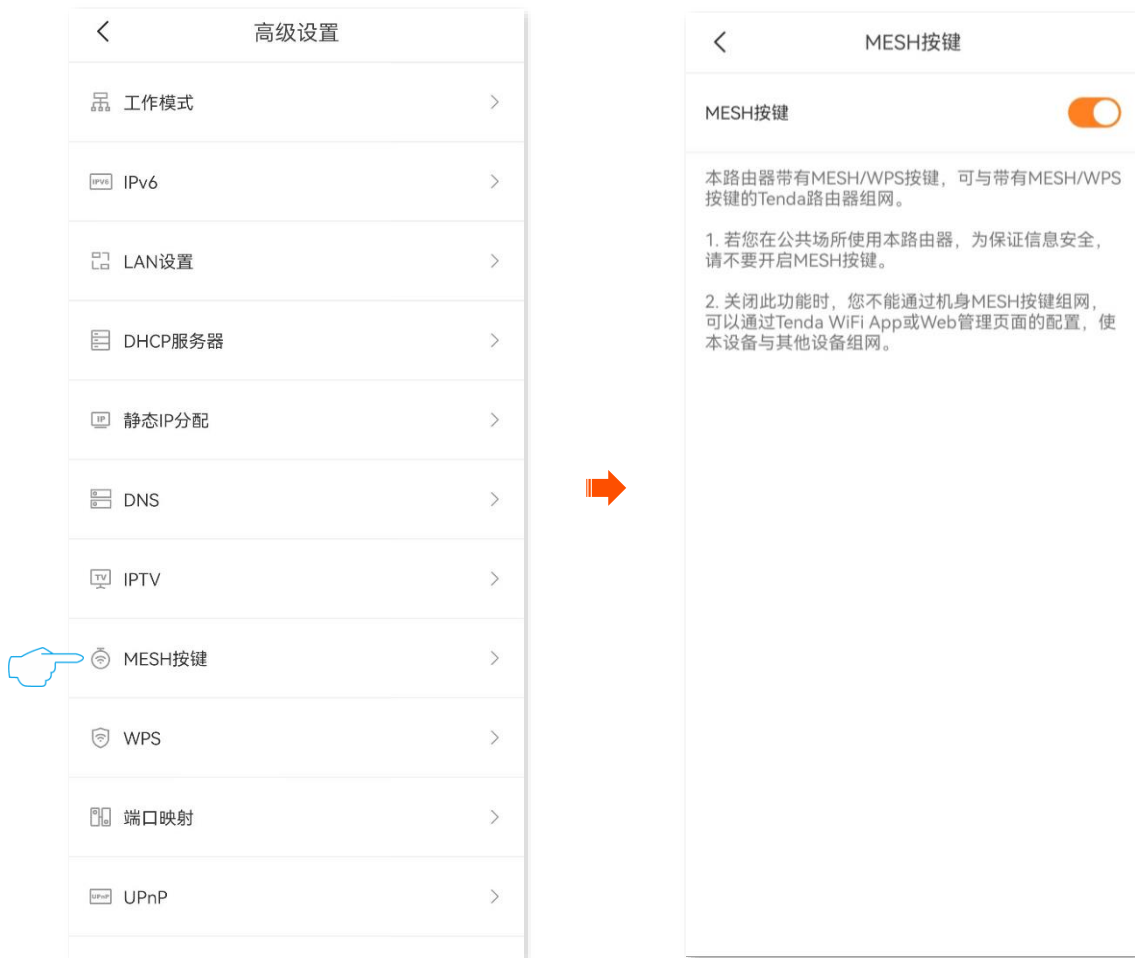 高级设置
工作模式
IPv6
IPv6
LAN设置
DHCP服务器
IP
静态IP分配
DNS
TV
IPTV
MESH按键
WPS
端口映射
UPnP
UPnP
MESH按键
MESH按键
本路由器带有MESH/WPS按键，可与带有MESH/WPS
按键的Tenda路由器组网。
1. 若您在公共场所使用本路由器，为保证信息安全，
请不要开启MESH按键。
2. 关闭此功能时，您不能通过机身MESH按键组网，
可以通过Tenda WiFi App或Web管理页面的配置，使
本设备与其他设备组网。